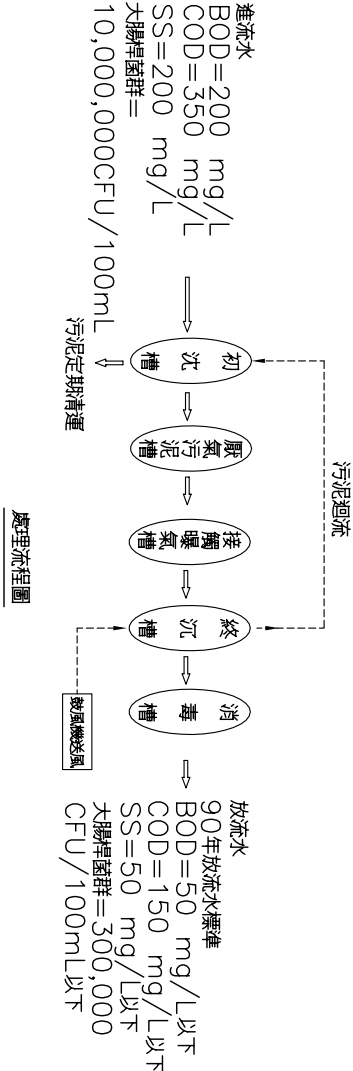 進流水
BOD=200 mg/L
COD=350 mg/L
SS=200 mg/L
大腸桿菌群=
10,000,000CFU/100mL
污泥迴流
初沈槽
厭氣污泥槽
接觸曝氣槽
終沉槽
消毒槽
污泥定期清運
鼓風機送風
放流水
90年放流水標準
BOD=50 mg/L以下
COD=150 mg/L以下
SS=50 mg/L以下
大腸桿菌群=300,000
CFU/100mL以下
處理流程圖